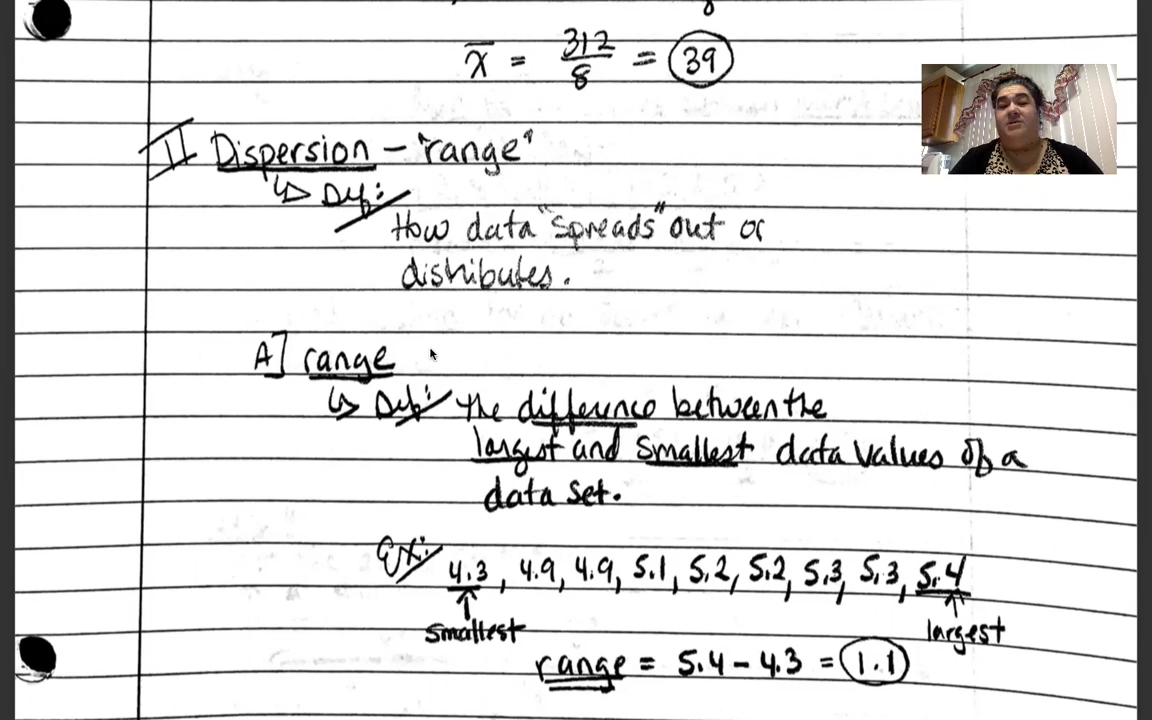 x̄ = 312/8 = 39
II Dispersion - "range"
↳ Def:
How data "spreads" out or
distributes.
A] range
↳ Def: the difference between the
largest and smallest data values of a
data set.
Ex: 4.3, 4.9, 4.9, 5.1, 5.2, 5.2, 5.3, 5.3, 5.4
smallest largest
range = 5.4 - 4.3 = 1.1